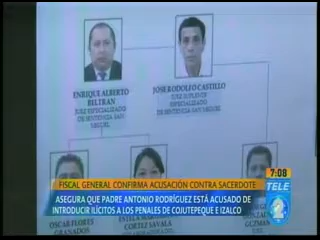 ENRIQUE ALBERTO
BELTRAN
JUEZ ESPECIALIZADO
DE SENTENCIA SAN
MIGUEL
JOSE RODOLFO CASTILLO
JUEZ SUPLENTE
ESPECIALIZADO
DE SENTENCIA SAN
MIGUEL
OSCAR FLORES
GRANADOS
CORTEZ SAVALA
FISCAL GENERAL CONFIRMA ACUSACIÓN CONTRA SACERDOTE
7:08
ASEGURA QUE PADRE ANTONIO RODRÍGUEZ ESTÁ ACUSADO DE
INTRODUCIR ILÍCITOS A LOS PENALES DE COJUTEPEQUE E IZALCO
TELE